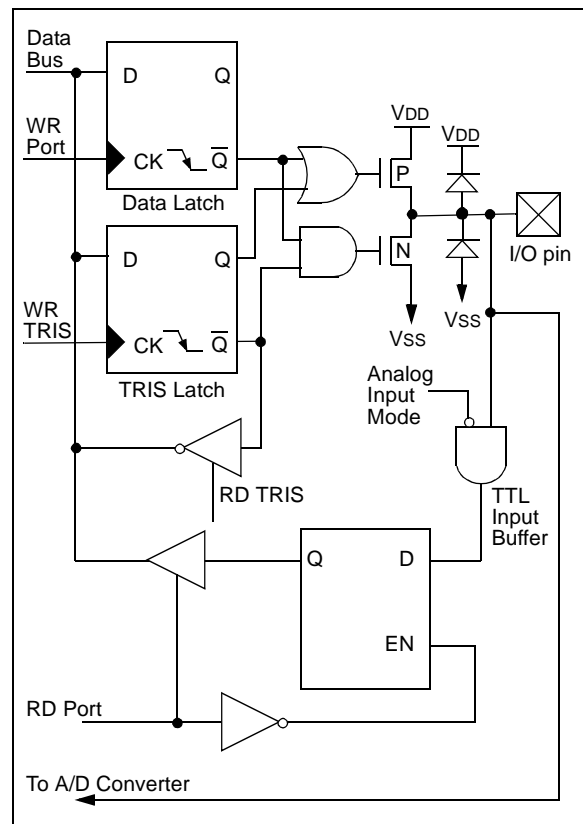 Data
Bus
D
Q
VDD
VDD
WR
Port
CK
Q
P
Data Latch
N
I/O pin
D
Q
WR
TRIS
CK
Q
VSS
VSS
TRIS Latch
Analog
Input
Mode
RD TRIS
TTL
Input
Buffer
Q
D
EN
RD Port
To A/D Converter